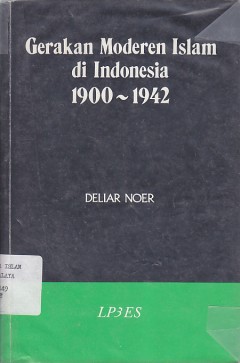 Gerakan Moderen Islam
di Indonesia
1900~1942
DELIAR NOER
LP3ES